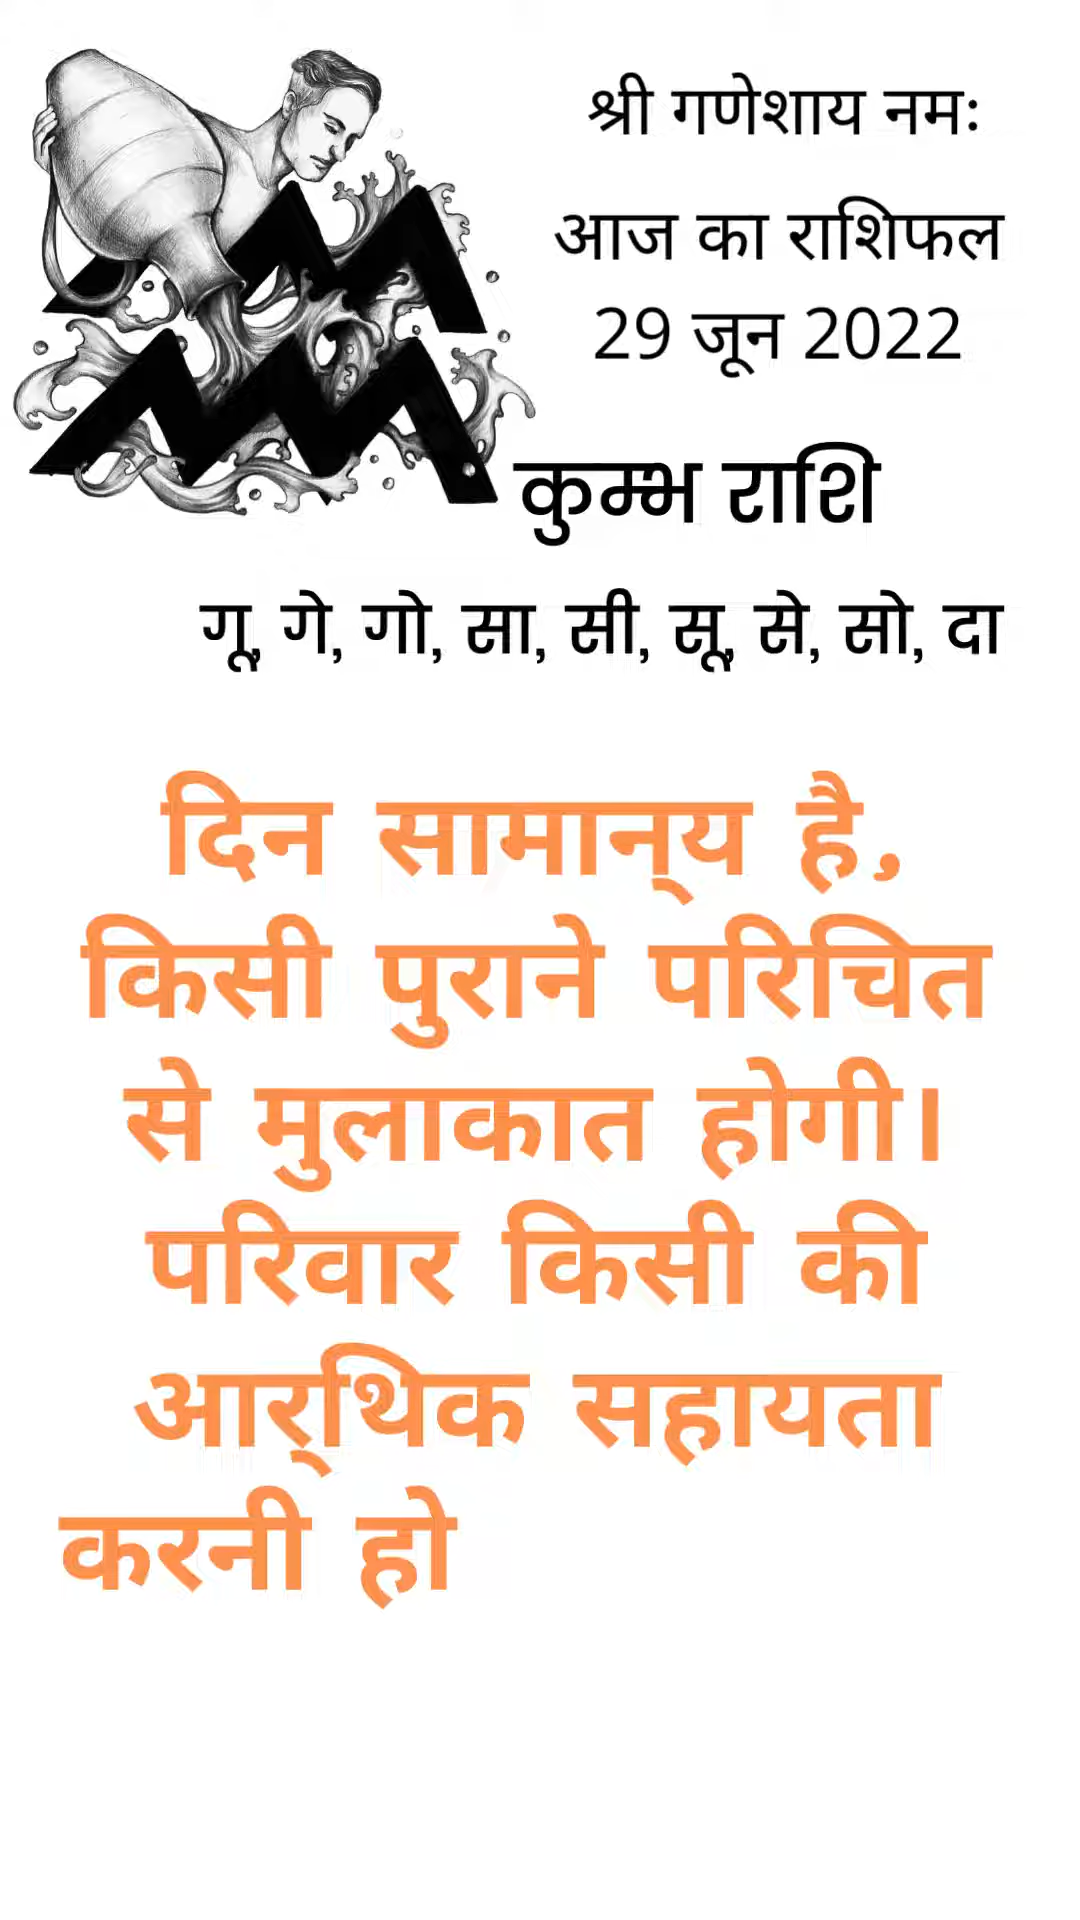 श्री गणेशाय नमः
आज का राशिफल
29 जून 2022
कुम्भ राशि
गू, गे, गो, सा, सी, सू, से, सो, दा
दिन सामान्‌य है,
किसी पुराने परिचित
से मुलाकात होगी।
परिवार किसी की
आर्‌थिक सहायता
करनी हो